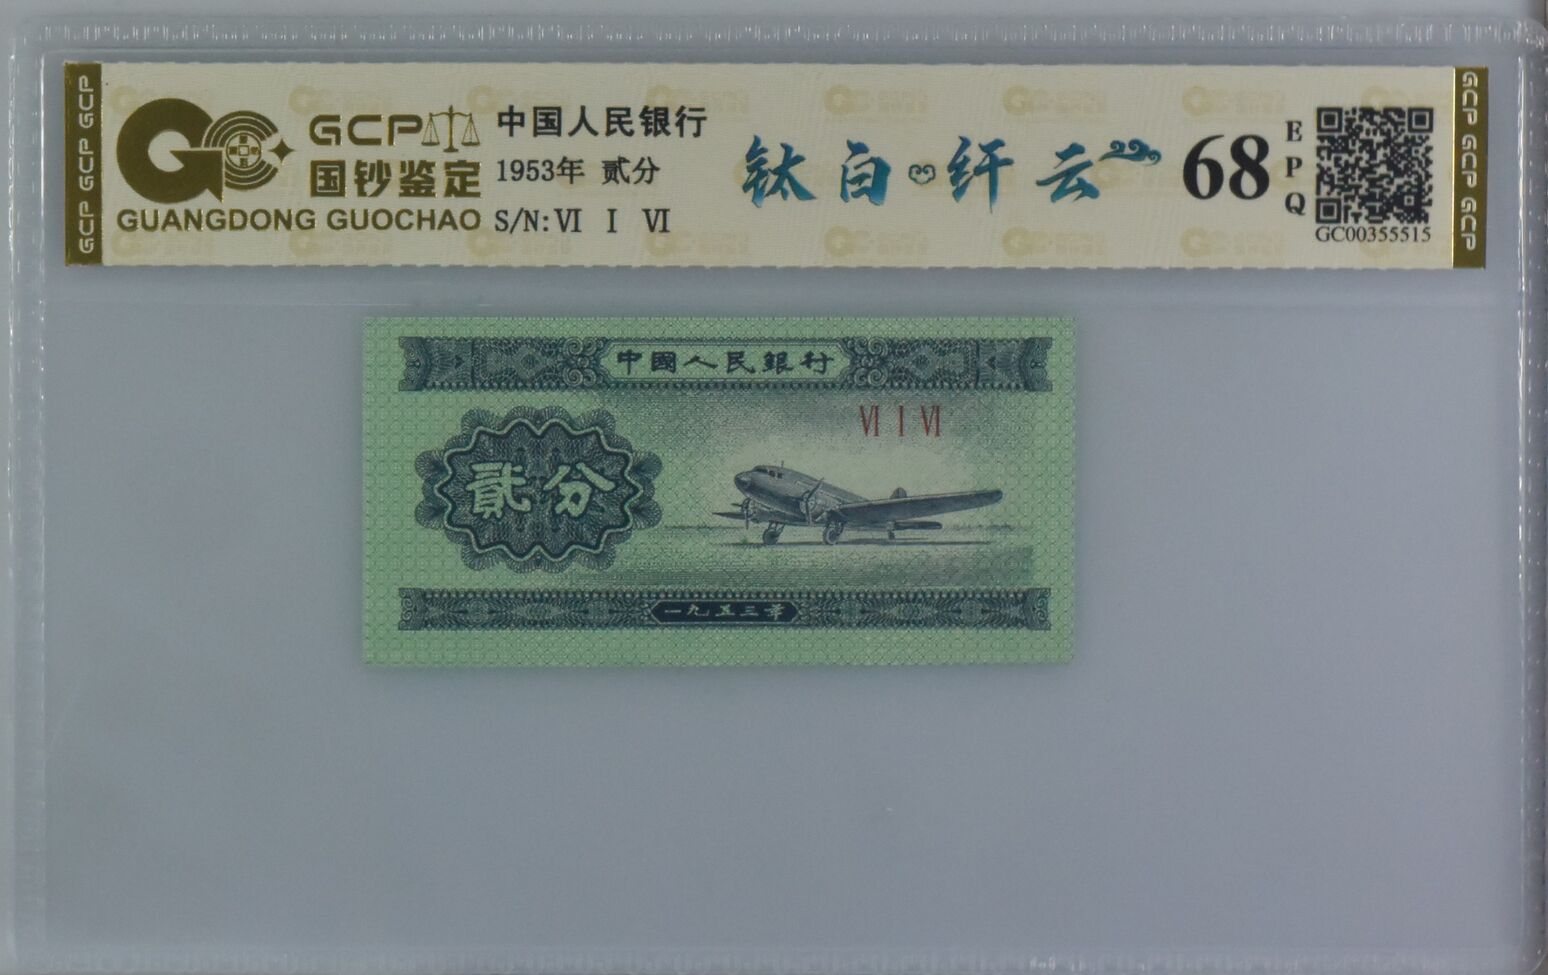 GCP GCP GCP
GCP
国钞鉴定
GUANGDONG GUOCHAO
中国人民银行
1953年 贰分
S/N: VI I VI
钛白 纤云
68
EPQ
GC00355515
GCP GCP GCP
中國人民銀行
VI I VI
貳分
一九五三年